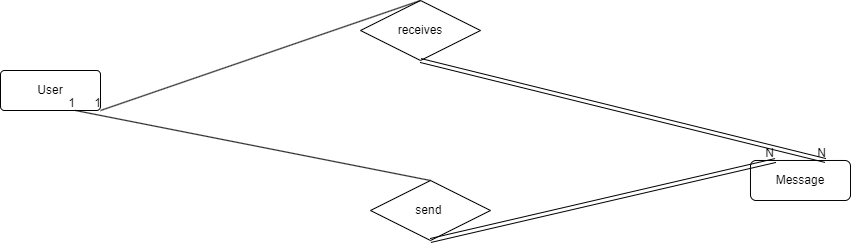 receives
User
1 1
N N
Message
send